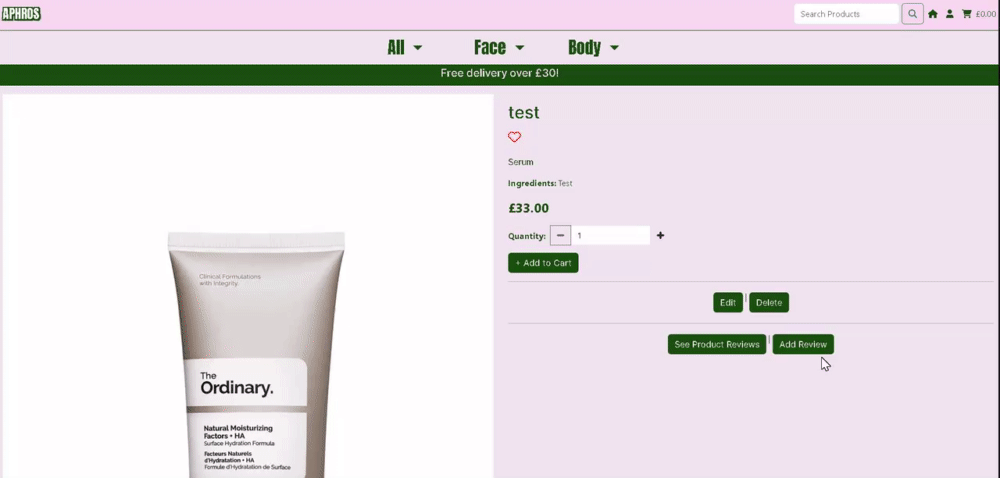 APHROS
Search Products
£0.00
All Face Body
Free delivery over £30!
test
Serum
Ingredients: Test
£33.00
Quantity: 1
+ Add to Cart
Edit | Delete
See Product Reviews | Add Review
Clinical Formulations
with Integrity.
The
Ordinary.
Natural Moisturizing
Factors + HA
Surface Hydration Formula
Facteurs Naturels
d'Hydratation + HA
Formule d'Hydratation de Surface